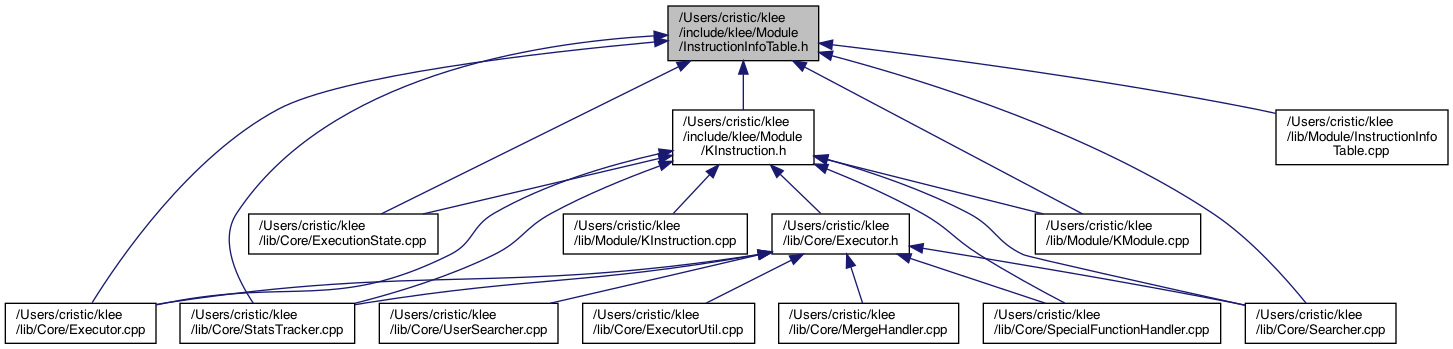 /Users/cristic/klee
/include/klee/Module
/InstructionInfoTable.h
/Users/cristic/klee
/include/klee/Module
/KInstruction.h
/Users/cristic/klee
/lib/Module/InstructionInfo
Table.cpp
/Users/cristic/klee
/lib/Core/ExecutionState.cpp
/Users/cristic/klee
/lib/Module/KInstruction.cpp
/Users/cristic/klee
/lib/Core/Executor.h
/Users/cristic/klee
/lib/Module/KModule.cpp
/Users/cristic/klee
/lib/Core/Executor.cpp
/Users/cristic/klee
/lib/Core/StatsTracker.cpp
/Users/cristic/klee
/lib/Core/UserSearcher.cpp
/Users/cristic/klee
/lib/Core/ExecutorUtil.cpp
/Users/cristic/klee
/lib/Core/MergeHandler.cpp
/Users/cristic/klee
/lib/Core/SpecialFunctionHandler.cpp
/Users/cristic/klee
/lib/Core/Searcher.cpp